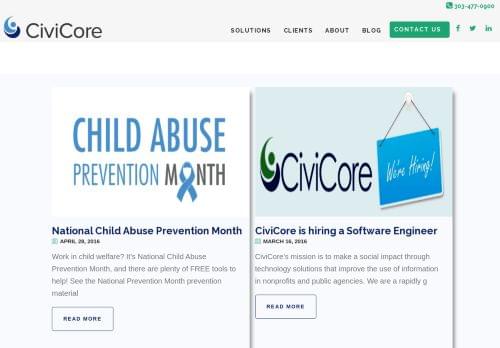 303-477-0900
CiviCore
SOLUTIONS CLIENTS ABOUT BLOG CONTACT US
CHILD ABUSE
PREVENTION MONTH
CiviCore
We're Hiring!
National Child Abuse Prevention Month
APRIL 28, 2016
Work in child welfare? It's National Child Abuse
Prevention Month, and there are plenty of FREE tools to
help! See the National Prevention Month prevention
material
READ MORE
CiviCore is hiring a Software Engineer
MARCH 16, 2016
CiviCore's mission is to make a social impact through
technology solutions that improve the use of information
in nonprofits and public agencies. We are a rapidly g
READ MORE